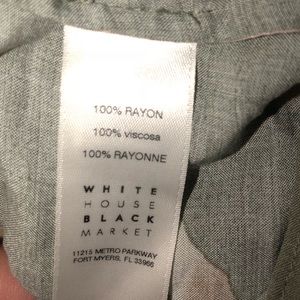 100% RAYON
100% viscosa
100% RAYONNE
WHITE
HOUSE
BLACK
MARKET
11215 METRO PARKWAY
FORT MYERS, FL 33966